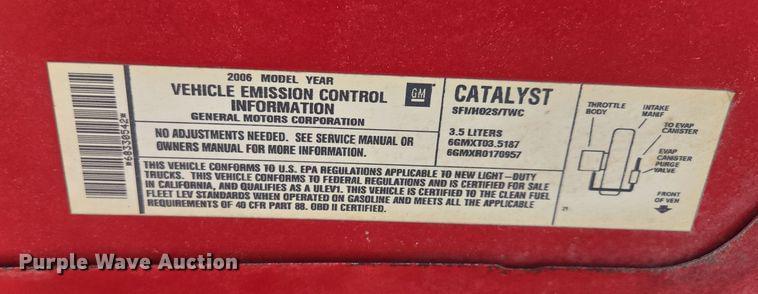 2006 MODEL YEAR
VEHICLE EMISSION CONTROL
INFORMATION
GENERAL MOTORS CORPORATION
GM
NO ADJUSTMENTS NEEDED. SEE SERVICE MANUAL OR
OWNERS MANUAL FOR MORE INFORMATION.
CATALYST
SFI/HO2S/TWC
3.5 LITERS
6GMXT03.5187
6GMXR0170957
THIS VEHICLE CONFORMS TO U.S. EPA REGULATIONS APPLICABLE TO NEW LIGHT-DUTY
TRUCKS. THIS VEHICLE CONFORMS TO REGULATIONS AND IS CERTIFIED FOR SALE
IN CALIFORNIA, AND QUALIFIES AS A ULEV1. THIS VEHICLE IS CERTIFIED TO THE CLEAN FUEL
FLEET LEV STANDARDS WHEN OPERATED ON GASOLINE AND MEETS ALL THE APPLICABLE
REQUIREMENTS OF 40 CFR PART 88. OBD II CERTIFIED.
THROTTLE
BODY
INTAKE
MANIF
TO EVAP
CANISTER
EVAP
CANISTER
PURGE
VALVE
FRONT
OF VEH
*68338542*
Purple Wave Auction